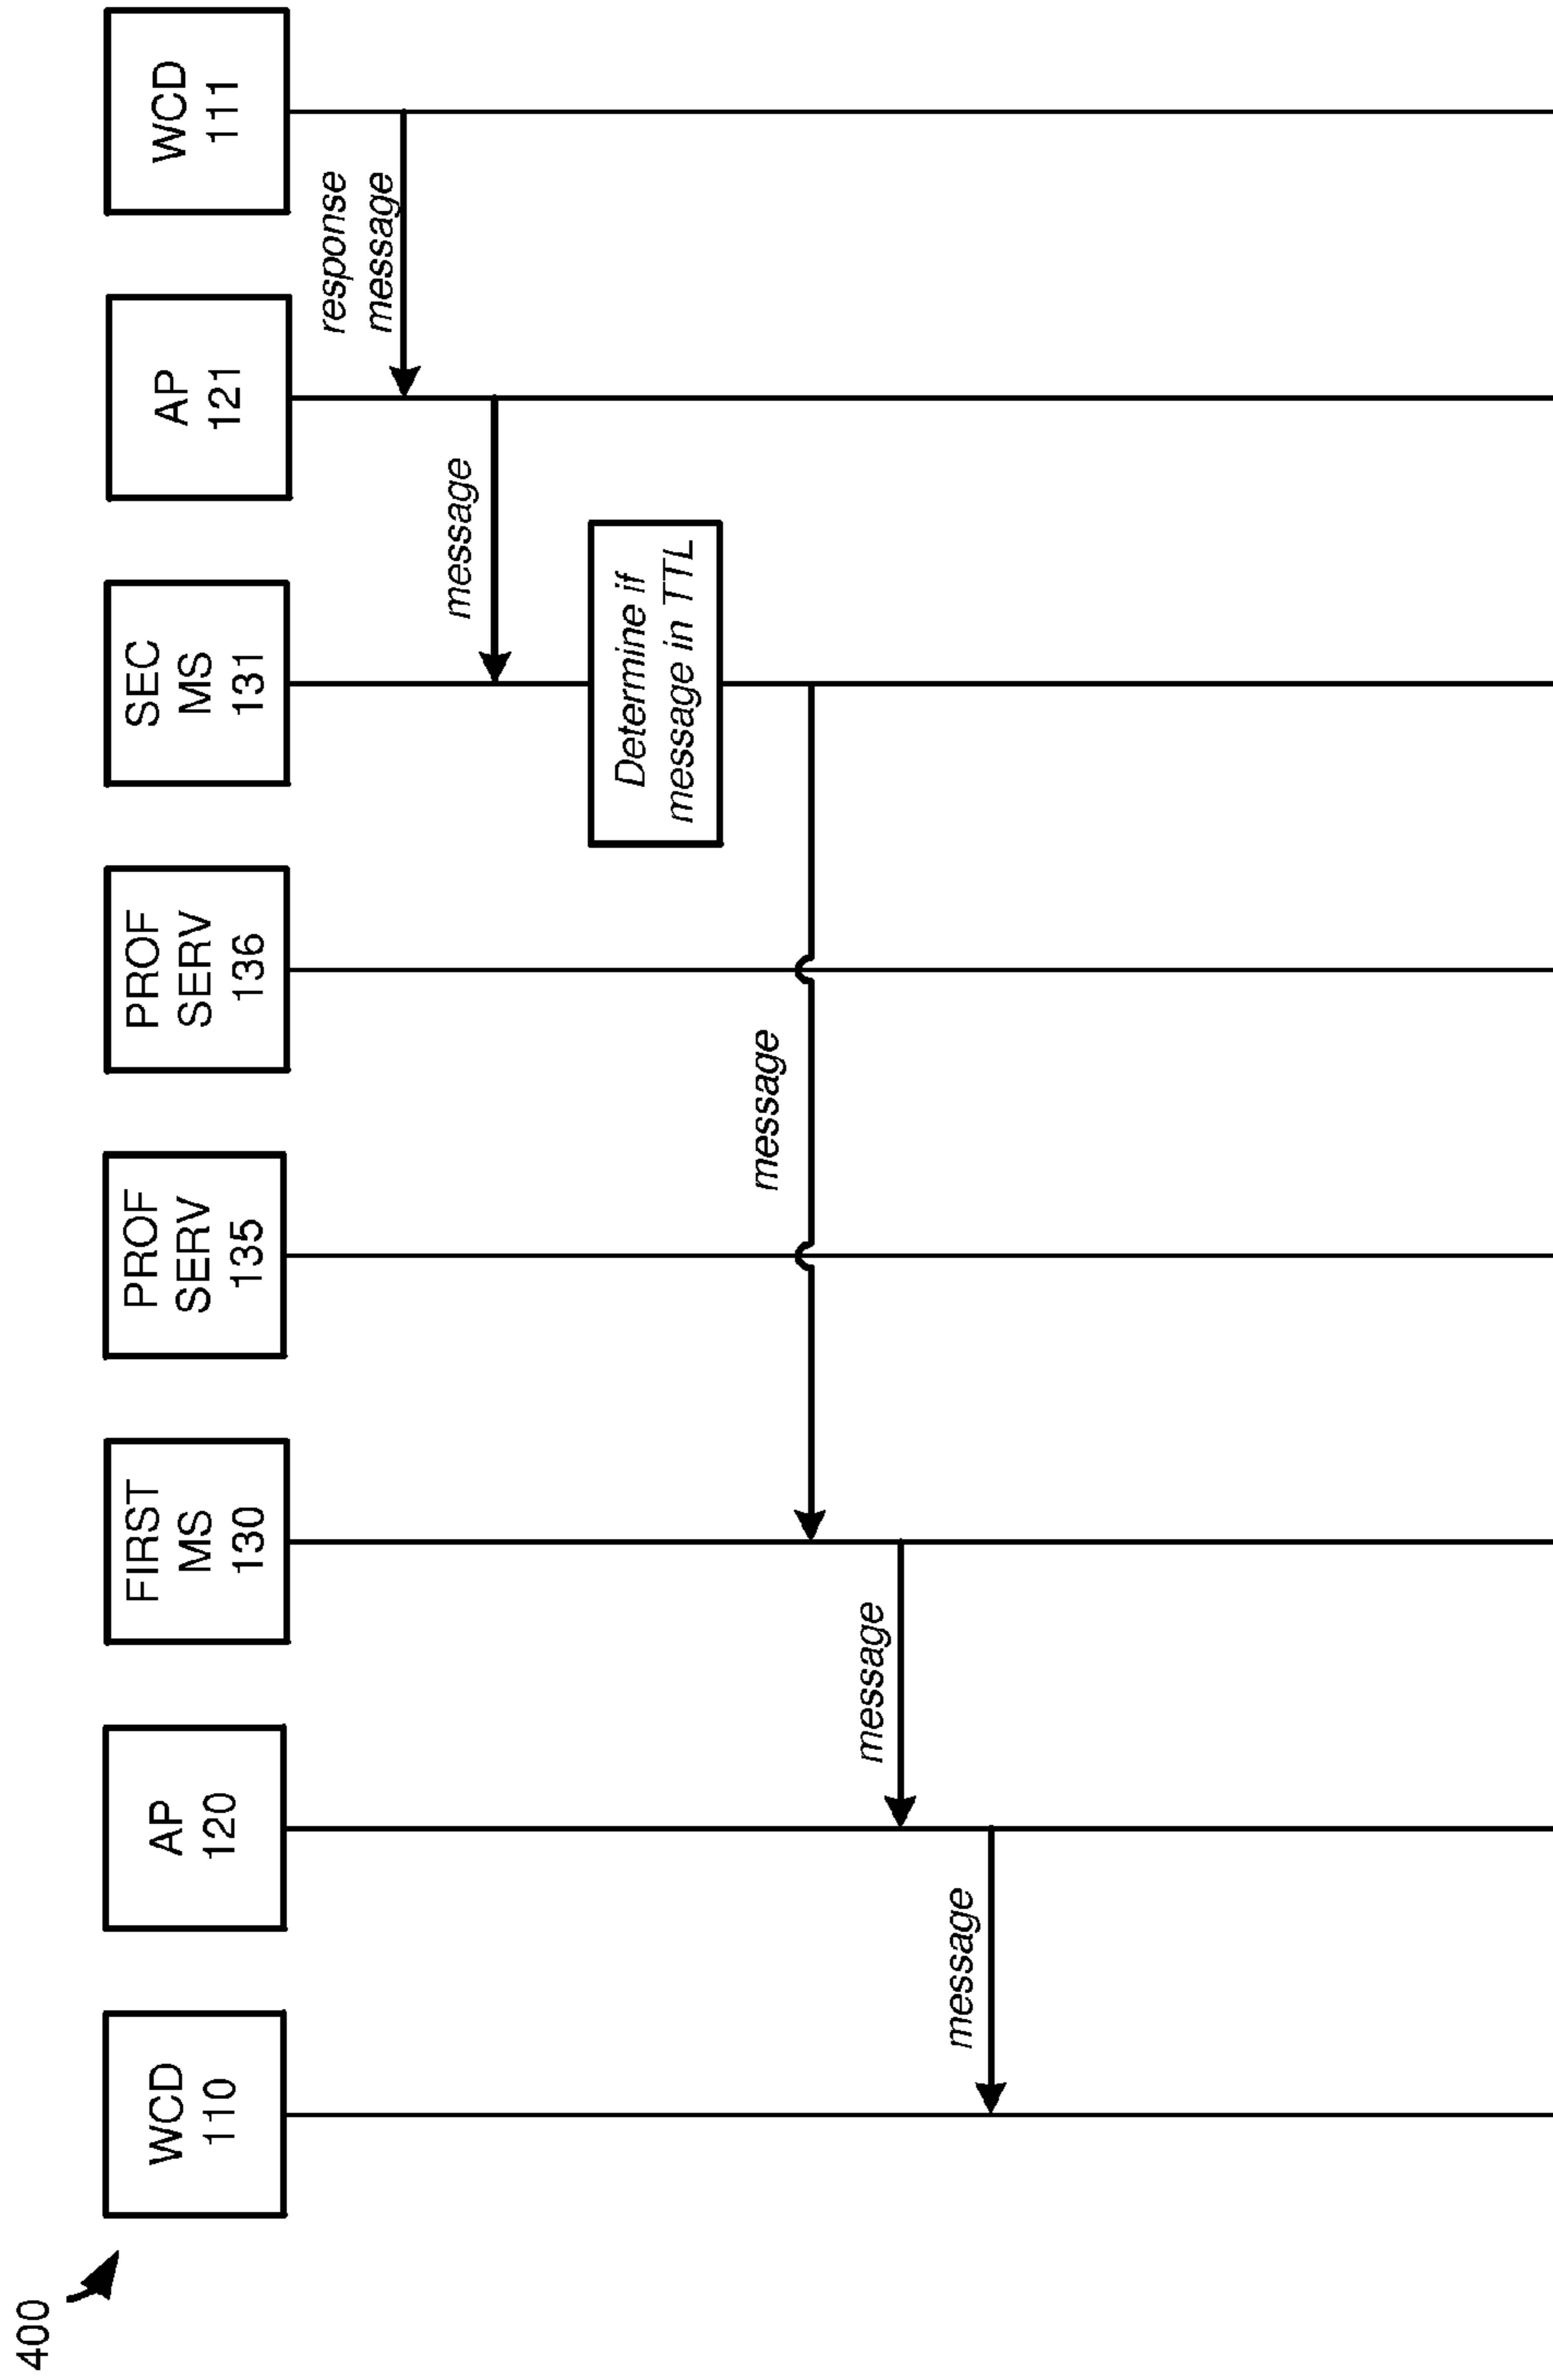 400
WCD
110
AP
120
FIRST
MS
130
PROF
SERV
135
PROF
SERV
136
SEC
MS
131
AP
121
WCD
111
response
message
message
Determine if
message in TTL
message
message
message